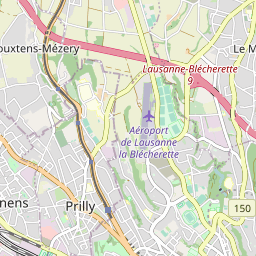 ouxtens-Mézery
Le M
Lausanne-Blécherette
9
Aéroport
de Lausanne
la Blécherette
nens
Prilly
150